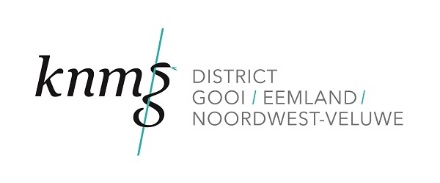 knmg
DISTRICT
GOOI / EEMLAND /
NOORDWEST-VELUWE